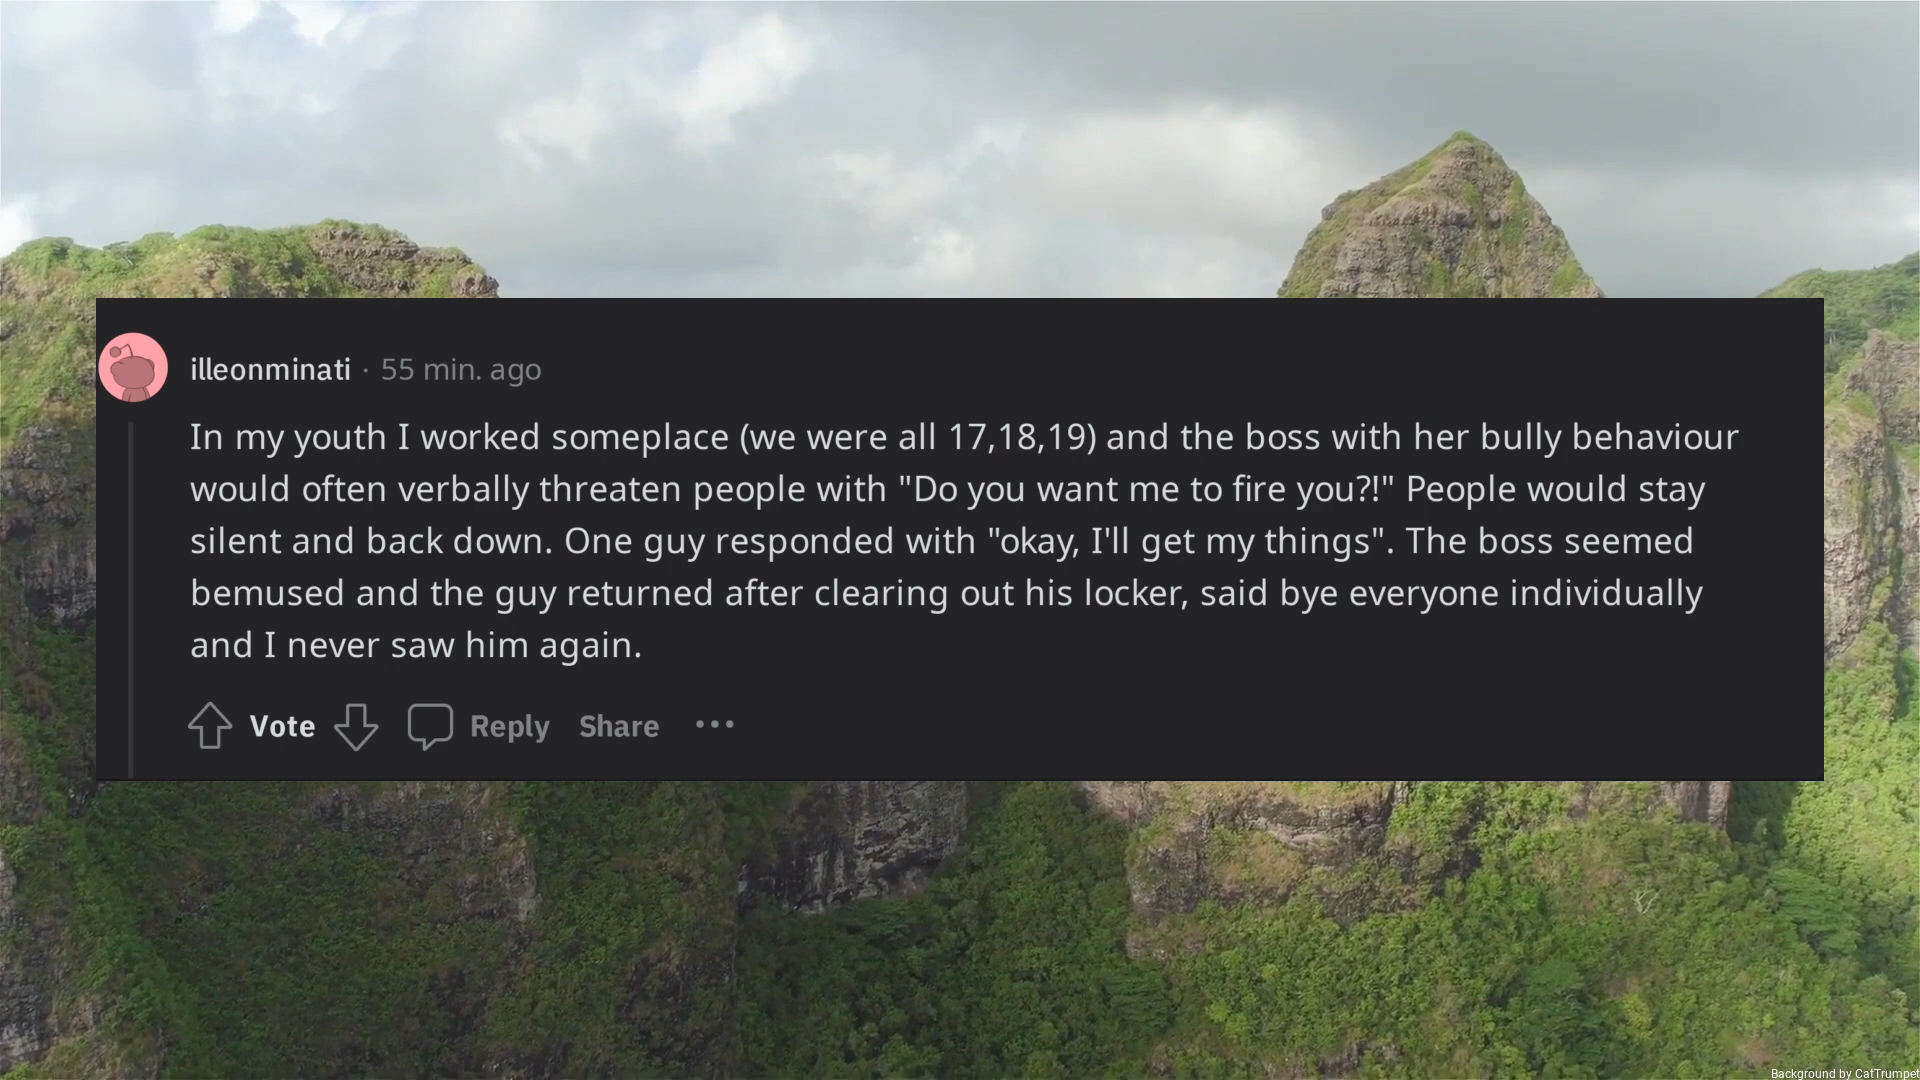 illeonminati · 55 min. ago
In my youth I worked someplace (we were all 17,18,19) and the boss with her bully behaviour
would often verbally threaten people with "Do you want me to fire you?!" People would stay
silent and back down. One guy responded with "okay, I'll get my things". The boss seemed
bemused and the guy returned after clearing out his locker, said bye everyone individually
and I never saw him again.
Vote Reply Share ···
Background by CatTrumpet